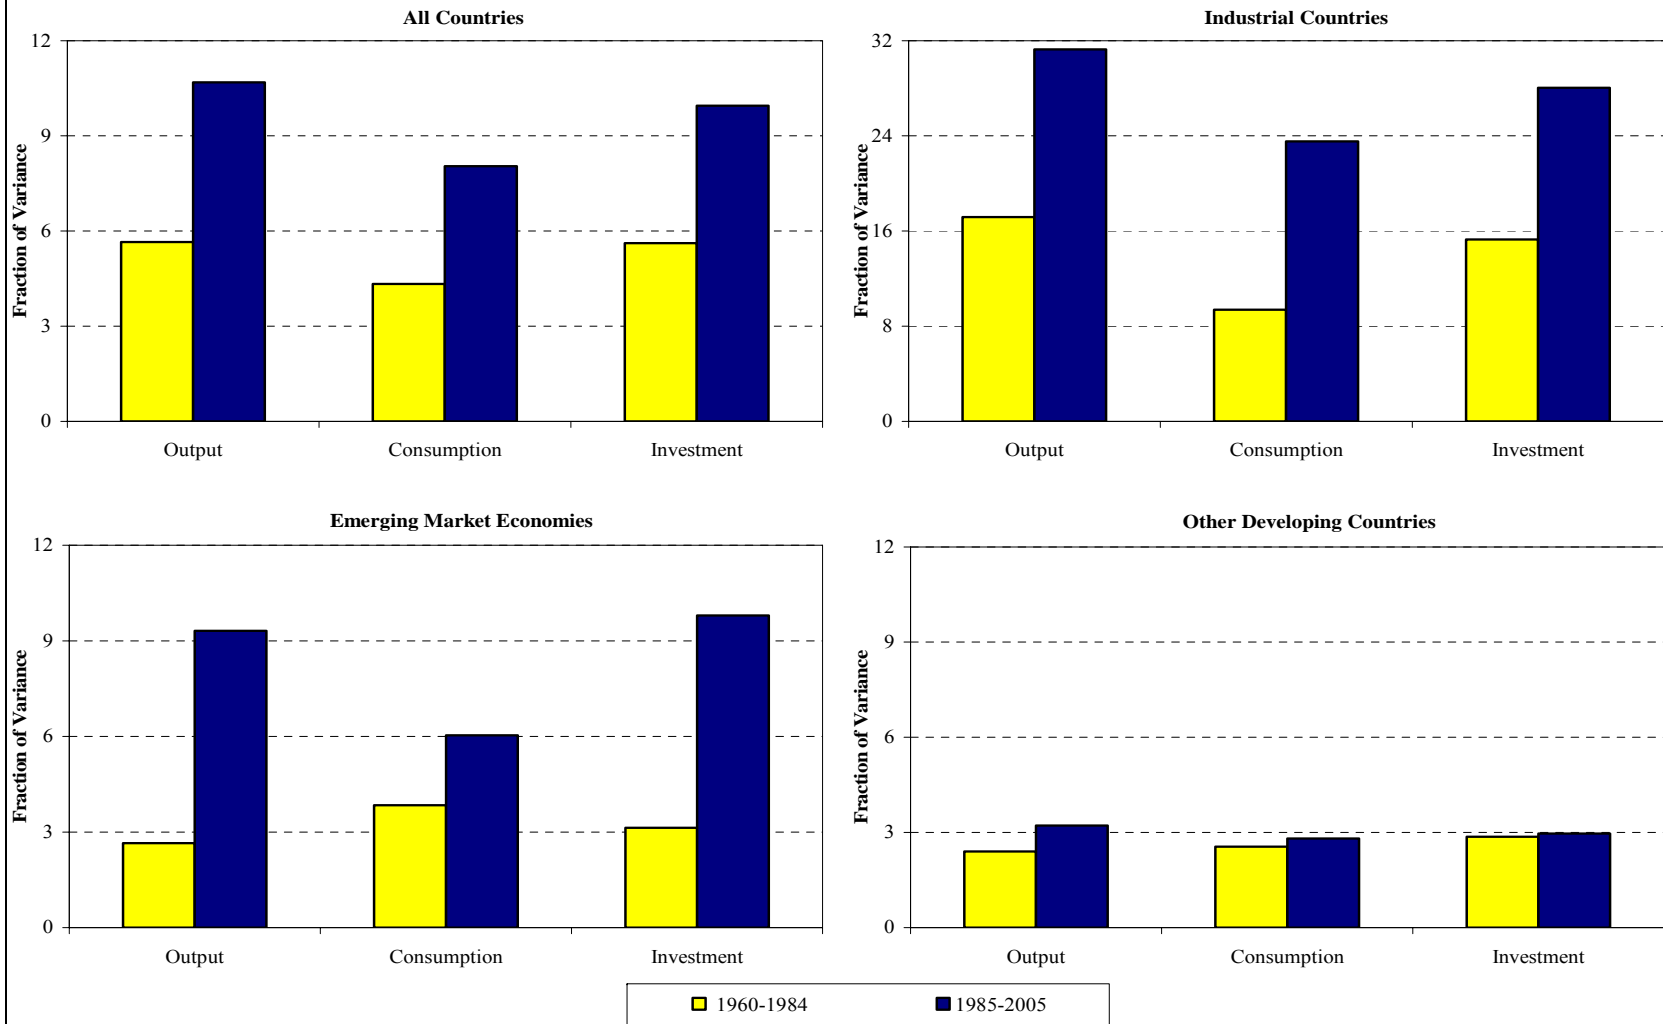 All Countries
Fraction of Variance
12
9
6
3
0
Output
Consumption
Investment
Industrial Countries
Fraction of Variance
32
24
16
8
0
Output
Consumption
Investment
Emerging Market Economies
Fraction of Variance
12
9
6
3
0
Output
Consumption
Investment
Other Developing Countries
Fraction of Variance
12
9
6
3
0
Output
Consumption
Investment
1960-1984
1985-2005